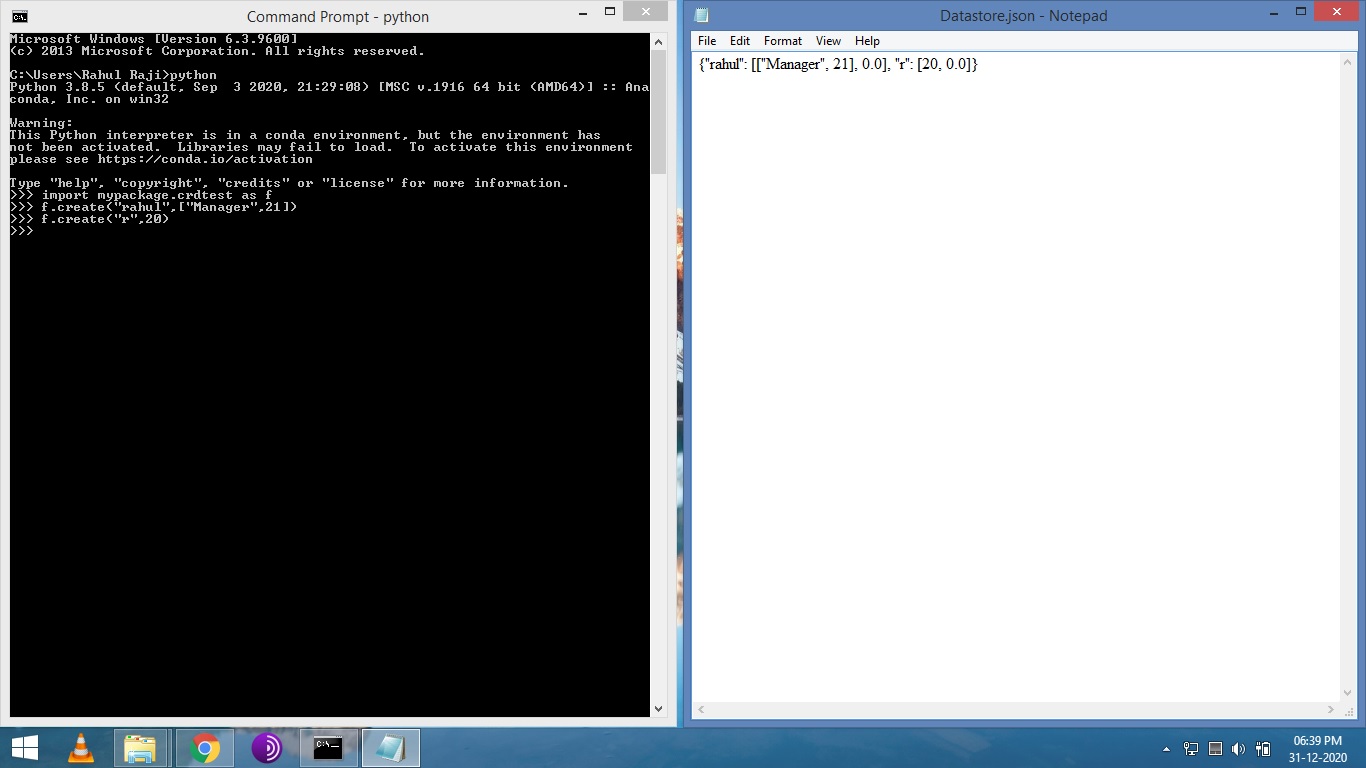 Command Prompt - python
Microsoft Windows [Version 6.3.9600]
(c) 2013 Microsoft Corporation. All rights reserved.
C:\Users\Rahul Raji>python
Python 3.8.5 (default, Sep  3 2020, 21:29:08) [MSC v.1916 64 bit (AMD64)] :: Ana
conda, Inc. on win32
Warning:
This Python interpreter is in a conda environment, but the environment has
not been activated.  Libraries may fail to load.  To activate this environment
please see https://conda.io/activation
Type "help", "copyright", "credits" or "license" for more information.
>>> import mypackage.crdtest as f
>>> f.create("rahul",["Manager",21])
>>> f.create("r",20)
>>>
Datastore.json - Notepad
File Edit Format View Help
{"rahul": [["Manager", 21], 0.0], "r": [20, 0.0]}
06:39 PM
31-12-2020